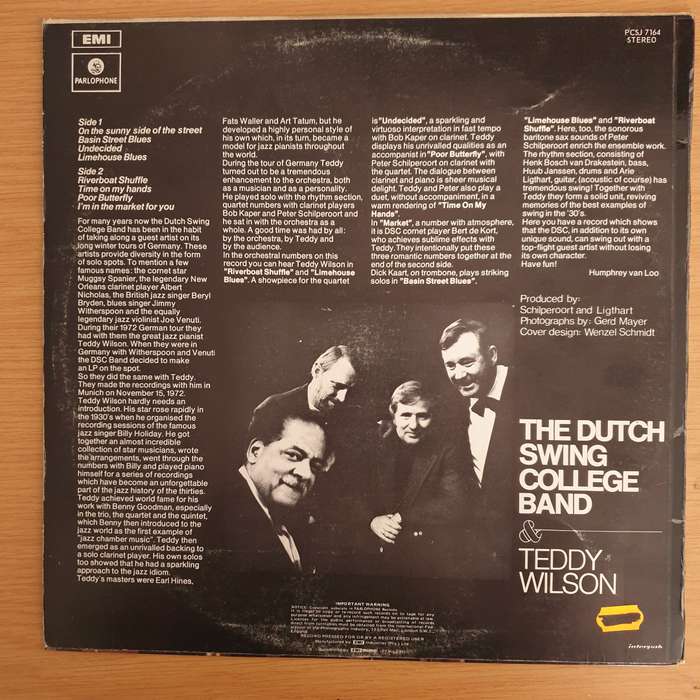 EMI
PARLOPHONE
PCSJ 7164
STEREO
Side 1
On the sunny side of the street
Basin Street Blues
Undecided
Limehouse Blues
Side 2
Riverboat Shuffle
Time on my hands
Poor Butterfly
I'm in the market for you
For many years now the Dutch Swing
College Band has been in the habit
of taking along a guest artist on its
long winter tours of Germany. These
artists provide diversity in the form
of solo spots. To mention a few
famous names: the cornet star
Muggsy Spanier, the legendary New
Orleans clarinet player Albert
Nicholas, the British jazz singer Beryl
Bryden, blues singer Jimmy
Witherspoon and the equally
legendary jazz violinist Joe Venuti.
During their 1972 German tour they
had with them the great jazz pianist
Teddy Wilson. When they were in
Germany with Witherspoon and Venuti
the DSC Band decided to make
an LP on the spot.
So they did the same with Teddy.
They made the recordings with him in
Munich on November 15, 1972.
Teddy Wilson hardly needs an
introduction. His star rose rapidly in
the 1930's when he organised the
recording sessions of the famous
jazz singer Billy Holiday. He got
together an almost incredible
collection of star musicians, wrote
the arrangements, went through the
numbers with Billy and played piano
himself for a series of recordings
which have become an unforgettable
part of the jazz history of the thirties.
Teddy achieved world fame for his
work with Benny Goodman, especially
in the trio, the quartet and the quintet,
which Benny then introduced to the
jazz world as the first example of
"jazz chamber music". Teddy then
emerged as an unrivalled backing to
a solo clarinet player. His own solos
too showed that he had a sparkling
approach to the jazz idiom.
Teddy's masters were Earl Hines,
Fats Waller and Art Tatum, but he
developed a highly personal style of
his own which, in its turn, became a
model for jazz pianists throughout
the world.
During the tour of Germany Teddy
turned out to be a tremendous
enhancement to the orchestra, both
as a musician and as a personality.
He played solo with the rhythm section,
quartet numbers with clarinet players
Bob Kaper and Peter Schilperoort and
he sat in with the orchestra as a
whole. A good time was had by all:
by the orchestra, by Teddy and
by the audience.
In the orchestral numbers on this
record you can hear Teddy Wilson in
"Riverboat Shuffle" and "Limehouse
Blues". A showpiece for the quartet
is "Undecided", a sparkling and
virtuoso interpretation in fast tempo
with Bob Kaper on clarinet. Teddy
displays his unrivalled qualities as an
accompanist in "Poor Butterfly", with
Peter Schilperoort on clarinet with
the quartet. The dialogue between
clarinet and piano is sheer musical
delight. Teddy and Peter also play a
duet, without accompaniment, in a
warm rendering of "Time On My
Hands".
In "Market", a number with atmosphere,
it is DSC cornet player Bert de Kort,
who achieves sublime effects with
Teddy. They intentionally put these
three romantic numbers together at
the end of the second side.
Dick Kaart, on trombone, plays striking
solos in "Basin Street Blues".
"Limehouse Blues" and "Riverboat
Shuffle". Here, too, the sonorous
baritone sax sounds of Peter
Schilperoort enrich the ensemble work.
The rhythm section, consisting of
Henk Bosch van Drakestein, bass,
Huub Janssen, drums and Arie
Ligthart, guitar, (acoustic of course) has
tremendous swing! Together with
Teddy they form a solid unit, reviving
memories of the best examples of
swing in the '30's.
Here you have a record which shows
that the DSC, in addition to its own
unique sound, can swing out with a
top-flight guest artist without losing
its own character.
Have fun!
Humphrey van Loo
Produced by:
Schilperoort and Ligthart
Photographs by: Gerd Mayer
Cover design: Wenzel Schmidt
THE DUTCH
SWING
COLLEGE
BAND
&
TEDDY
WILSON
IMPORTANT WARNING
RECORD PRESSED FOR OR BY A REGISTERED USER
Manufactured by EMI
interpak